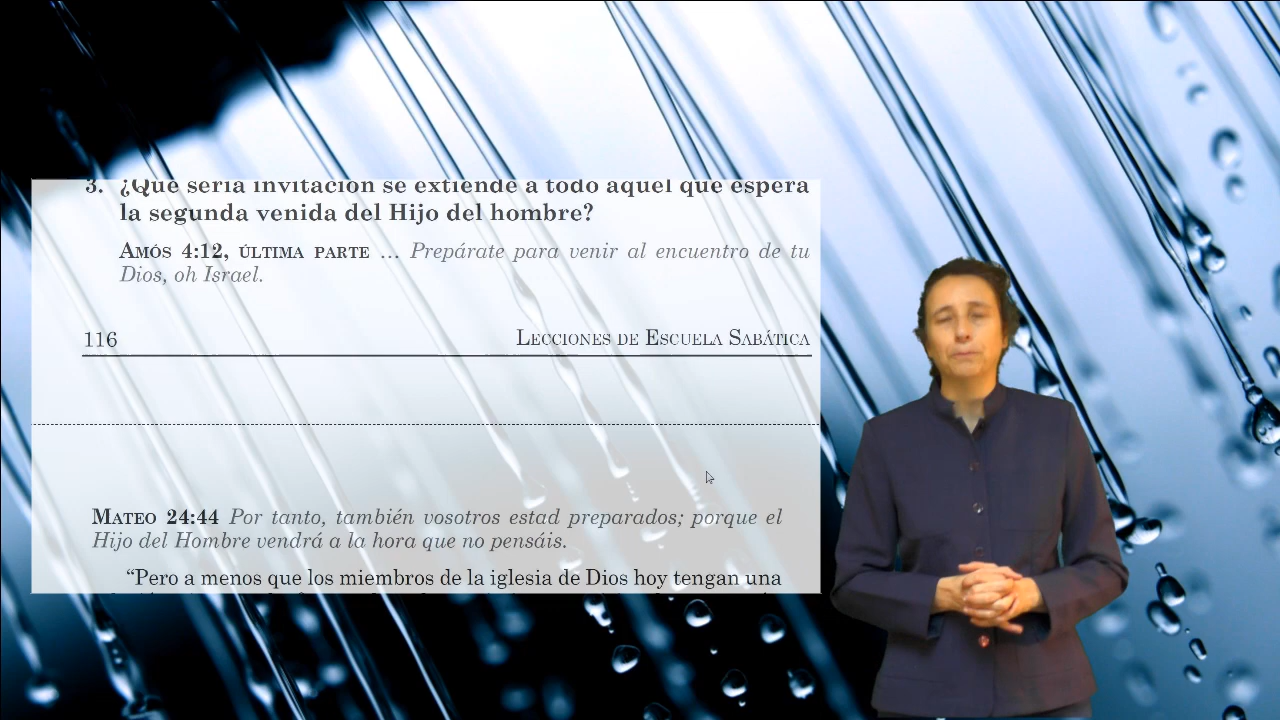 3. ¿Qué seria invitación se extiende a todo aquel que espera
la segunda venida del Hijo del hombre?
Amós 4:12, última parte … Prepárate para venir al encuentro de tu
Dios, oh Israel.
116 Lecciones de Escuela Sabática
Mateo 24:44 Por tanto, también vosotros estad preparados; porque el
Hijo del Hombre vendrá a la hora que no pensáis.
“Pero a menos que los miembros de la iglesia de Dios hoy tengan una